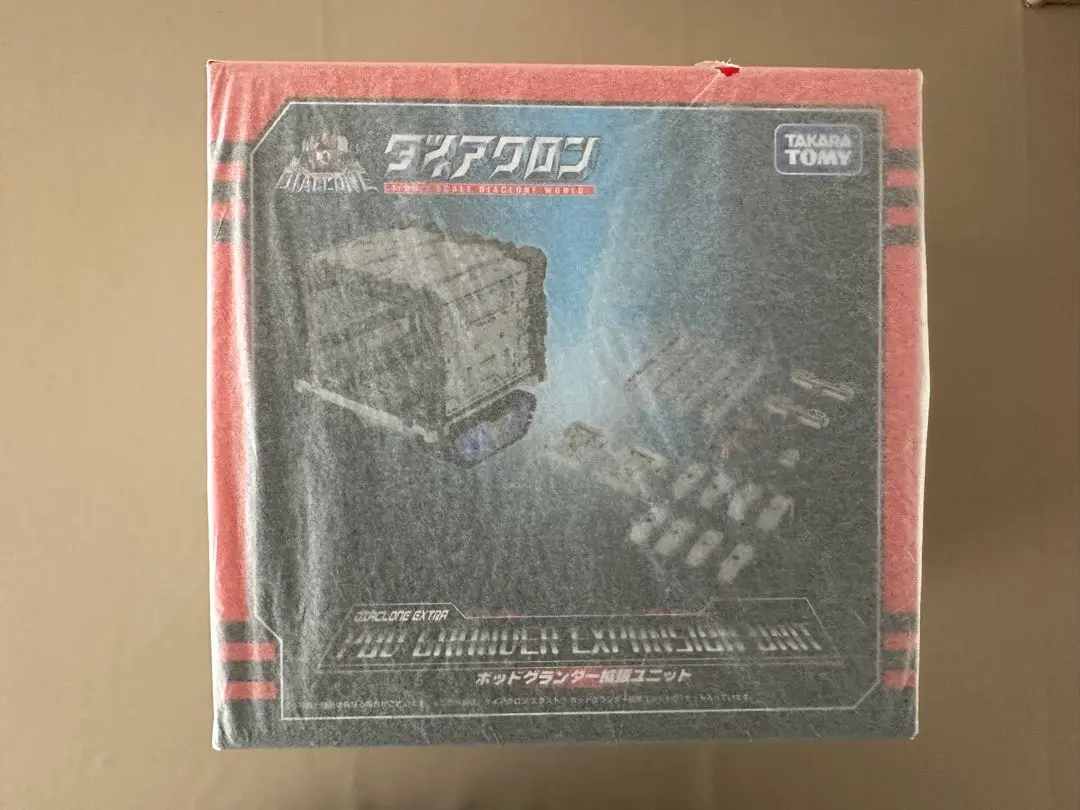 DIACLONE
ダイアクロン
SCALE DIACLONE WORLD
TAKARA
TOMY
DIACLONE EXTRA
POD GRANDER EXPANSION UNIT
ポッドグランダー拡張ユニット